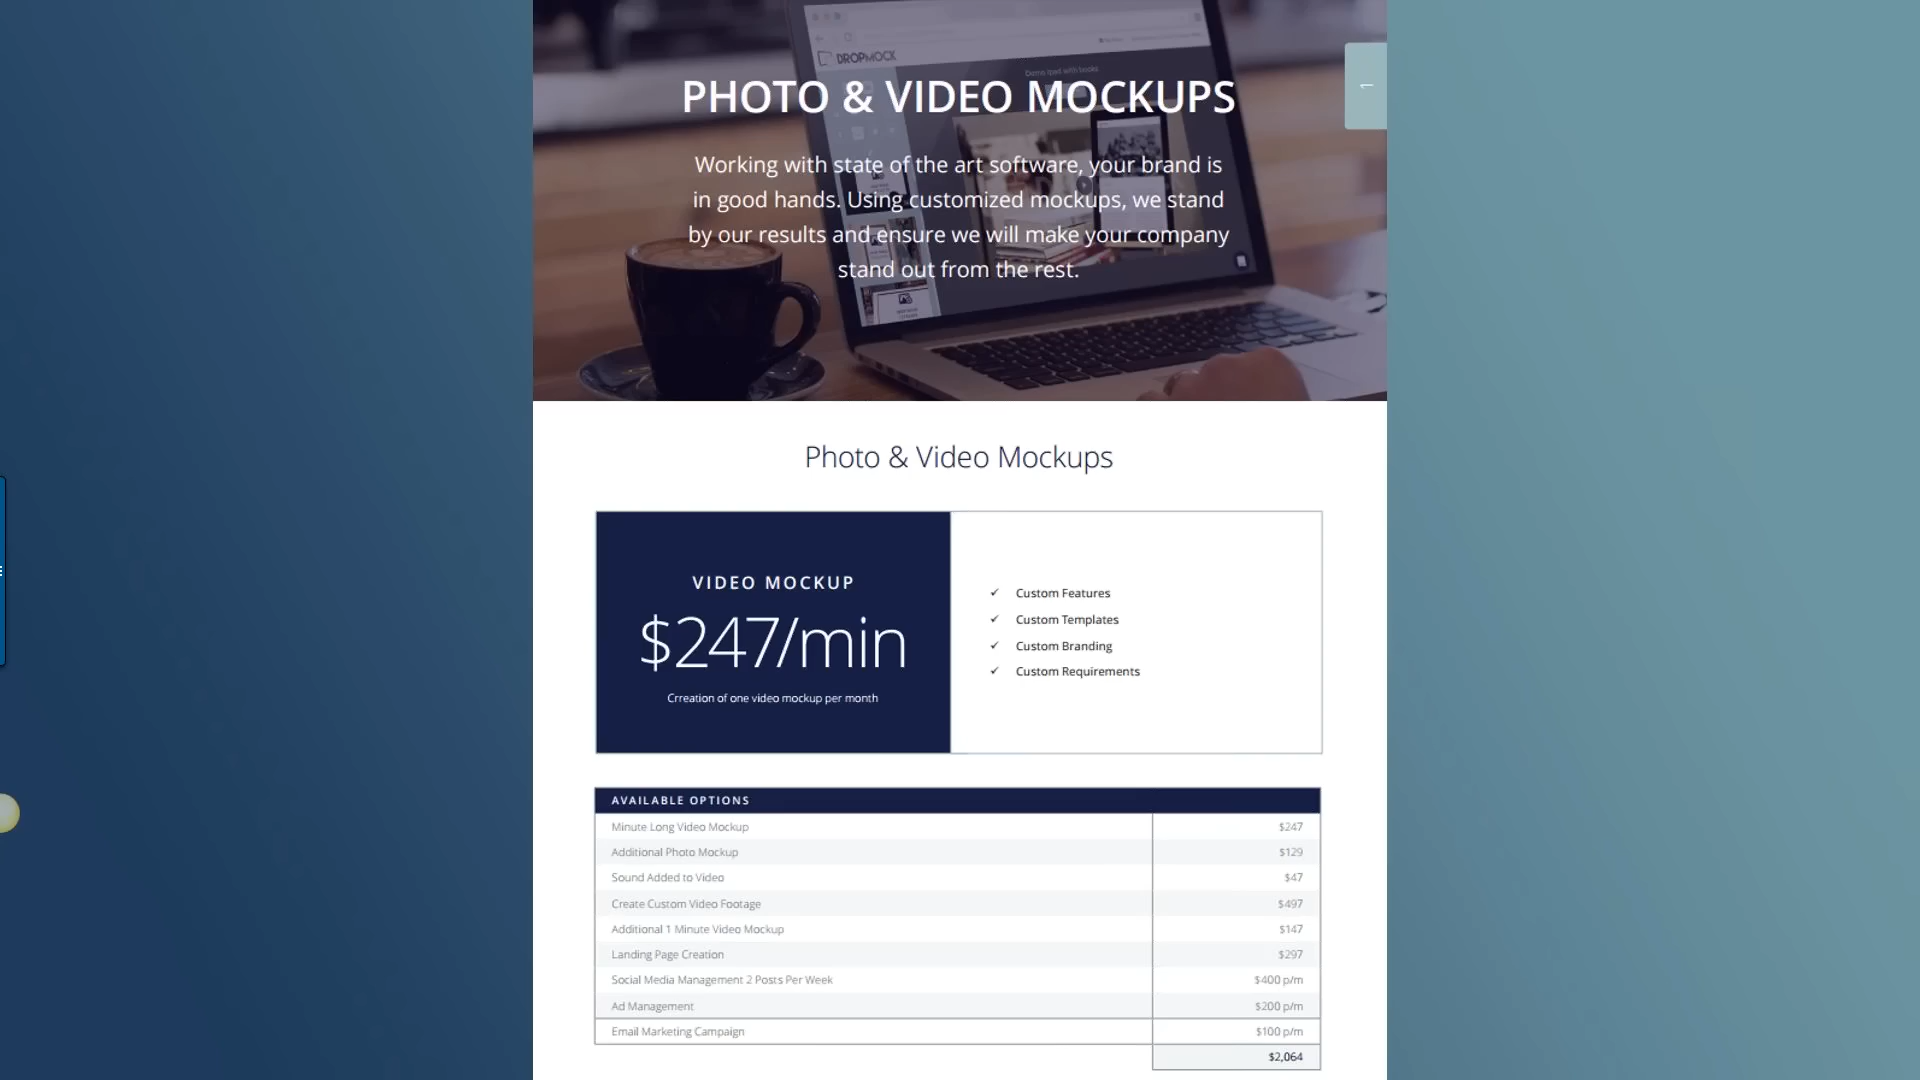 DROPMOCK
Demo ipad with books
PHOTO & VIDEO MOCKUPS
Working with state of the art software, your brand is
in good hands. Using customized mockups, we stand
by our results and ensure we will make your company
stand out from the rest.
Photo & Video Mockups
VIDEO MOCKUP
$247/min
Crreation of one video mockup per month
✓ Custom Features
✓ Custom Templates
✓ Custom Branding
✓ Custom Requirements
AVAILABLE OPTIONS
Minute Long Video Mockup $247
Additional Photo Mockup $129
Sound Added to Video $47
Create Custom Video Footage $497
Additional 1 Minute Video Mockup $147
Landing Page Creation $297
Social Media Management 2 Posts Per Week $400 p/m
Ad Management $200 p/m
Email Marketing Campaign $100 p/m
$2,064